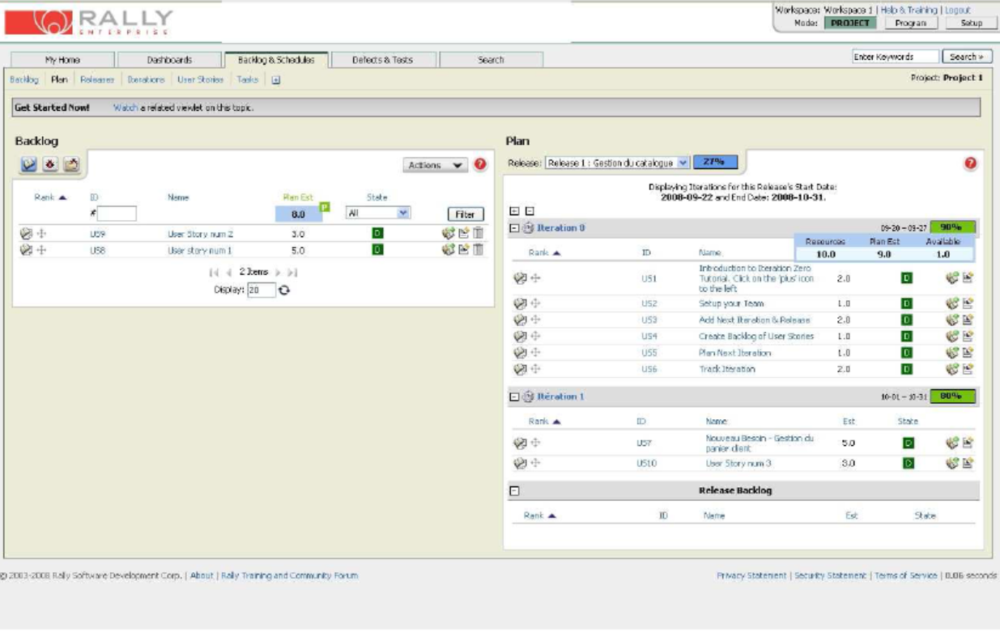 Workspace: Workspace 1 | Help & Training | Logout
RALLY
ENTERPRISE
Mode: PROJECT Program Setup
My Home Dashboards Backlog & Schedules Defects & Tests Search Enter Keywords Search »
Backlog Plan Releases Iterations User Stories Tasks Project: Project 1
Get Started Now! Watch a related viewlet on this topic.
Backlog
Actions
Rank ID Name Plan Est State
# 8.0 P All Filter
US9 User Story num 2 3.0 D
US8 User story num 1 5.0 D
2 Items
Display: 20
Plan
Release: Release 1 : Gestion du catalogue 27%
Displaying Iterations for this Release's Start Date:
2008-09-22 and End Date: 2008-10-31.
Iteration 0 09-20 – 09-27 90%
Resources Plan Est Available
10.0 9.0 1.0
Rank ID Name
US1 Introduction to Iteration Zero Tutorial. Click on the 'plus' icon to the left 2.0 D
US2 Setup your Team 1.0 D
US3 Add Next Iteration & Release 2.0 D
US4 Create Backlog of User Stories 1.0 D
US5 Plan Next Iteration 1.0 D
US6 Track Iteration 2.0 D
Itération 1 10-01 – 10-31 80%
Rank ID Name Est State
US7 Nouveau Besoin - Gestion du panier client 5.0 D
US10 User Story num 3 3.0 D
Release Backlog
Rank ID Name Est State
© 2003-2008 Rally Software Development Corp. | About | Rally Training and Community Forum
Privacy Statement | Security Statement | Terms of Service | 0.06 seconds